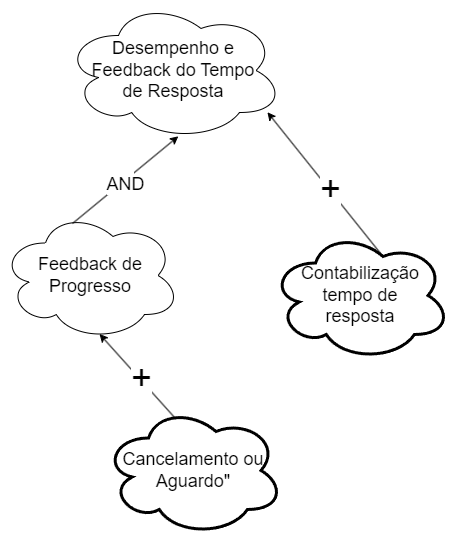 Desempenho e
Feedback do Tempo
de Resposta
AND
+
Feedback de
Progresso
Contabilização
tempo de
resposta
+
Cancelamento ou
Aguardo"